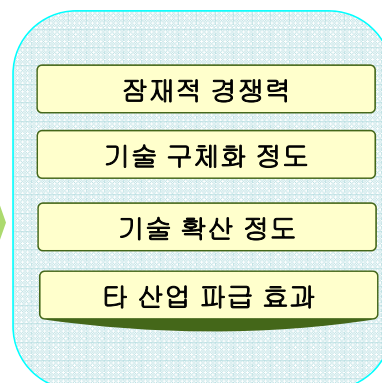 잠재적 경쟁력
기술 구체화 정도
기술 확산 정도
타 산업 파급 효과